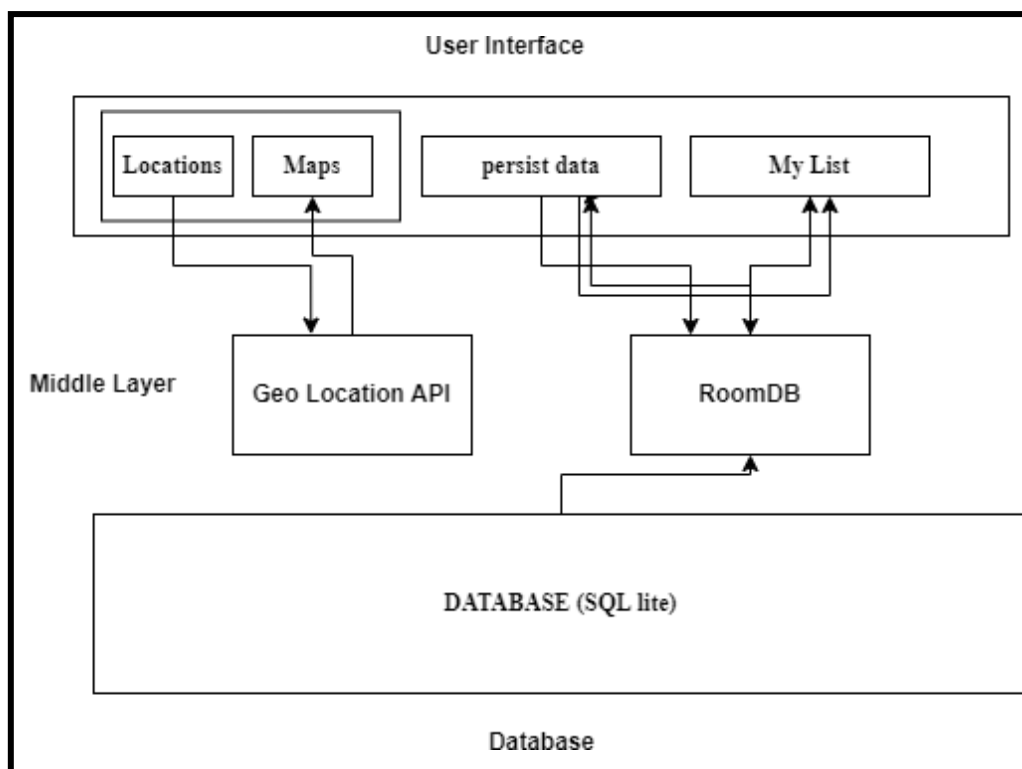 User Interface
Locations
Maps
persist data
My List
Middle Layer
Geo Location API
RoomDB
DATABASE (SQL lite)
Database